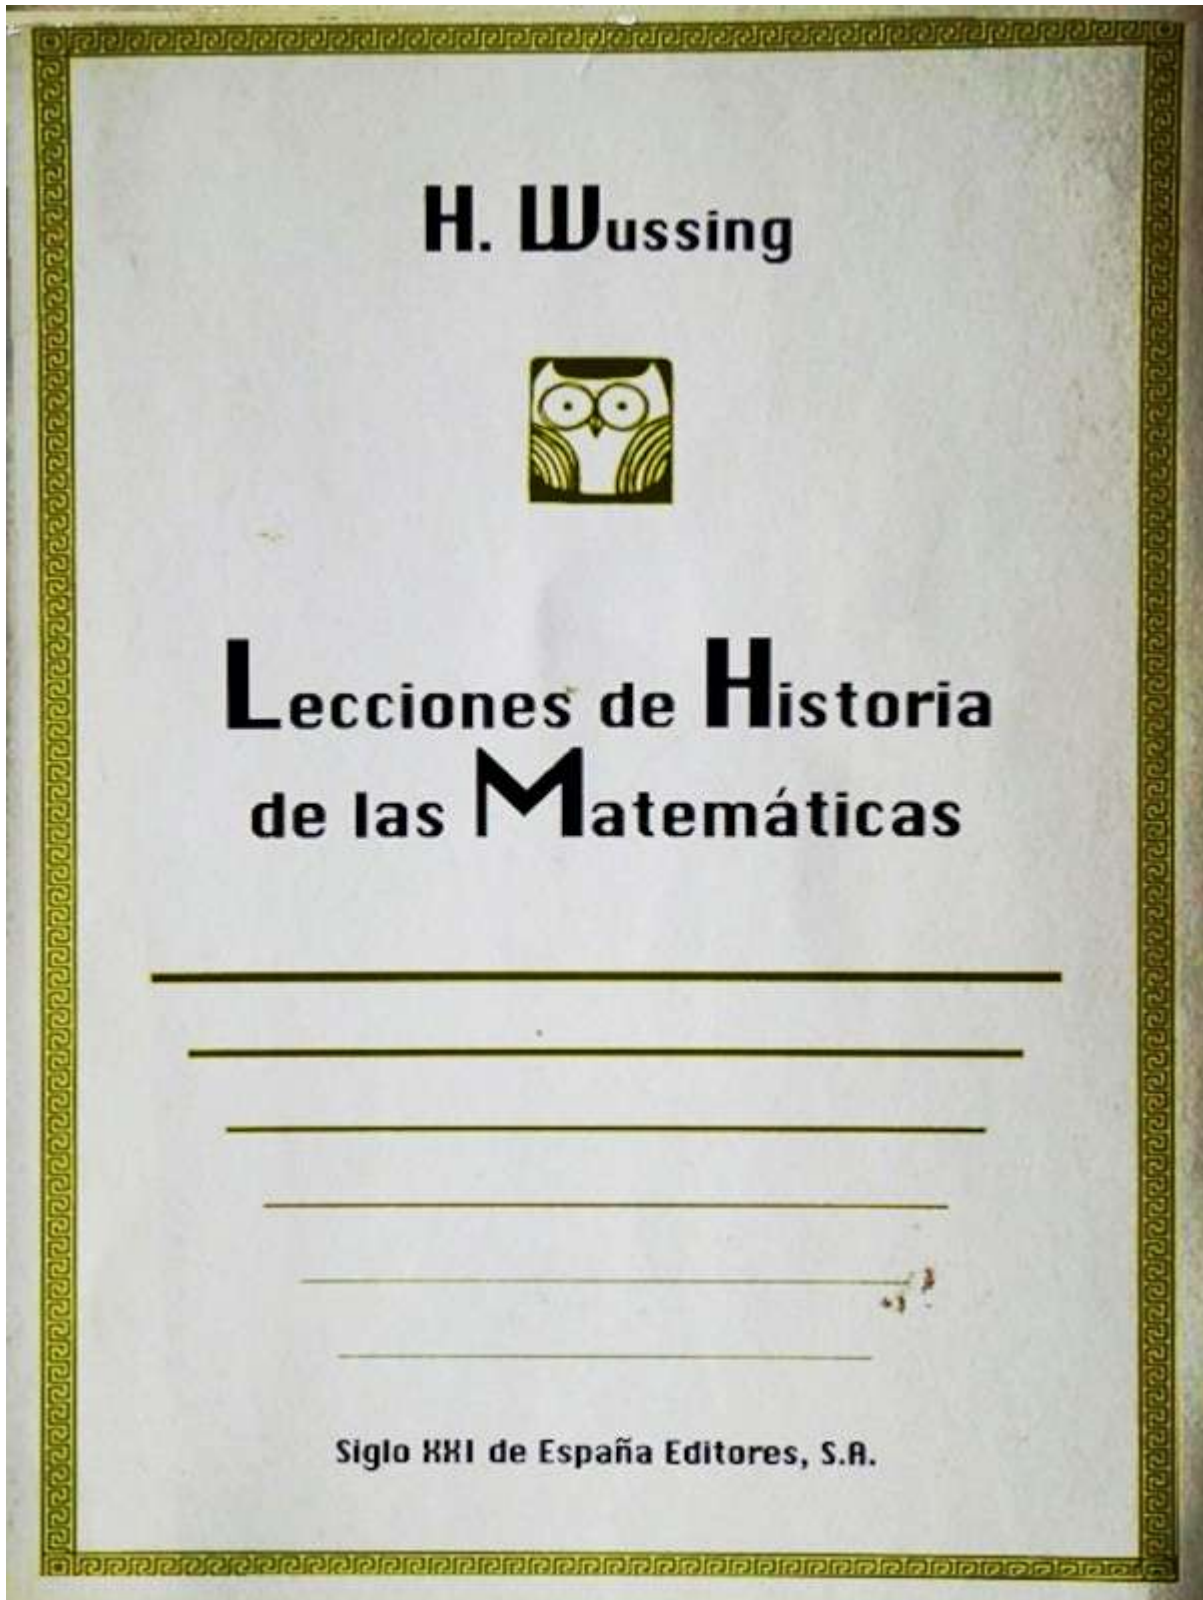 H. Wussing
Lecciones de Historia
de las Matemáticas
Siglo XXI de España Editores, S.A.